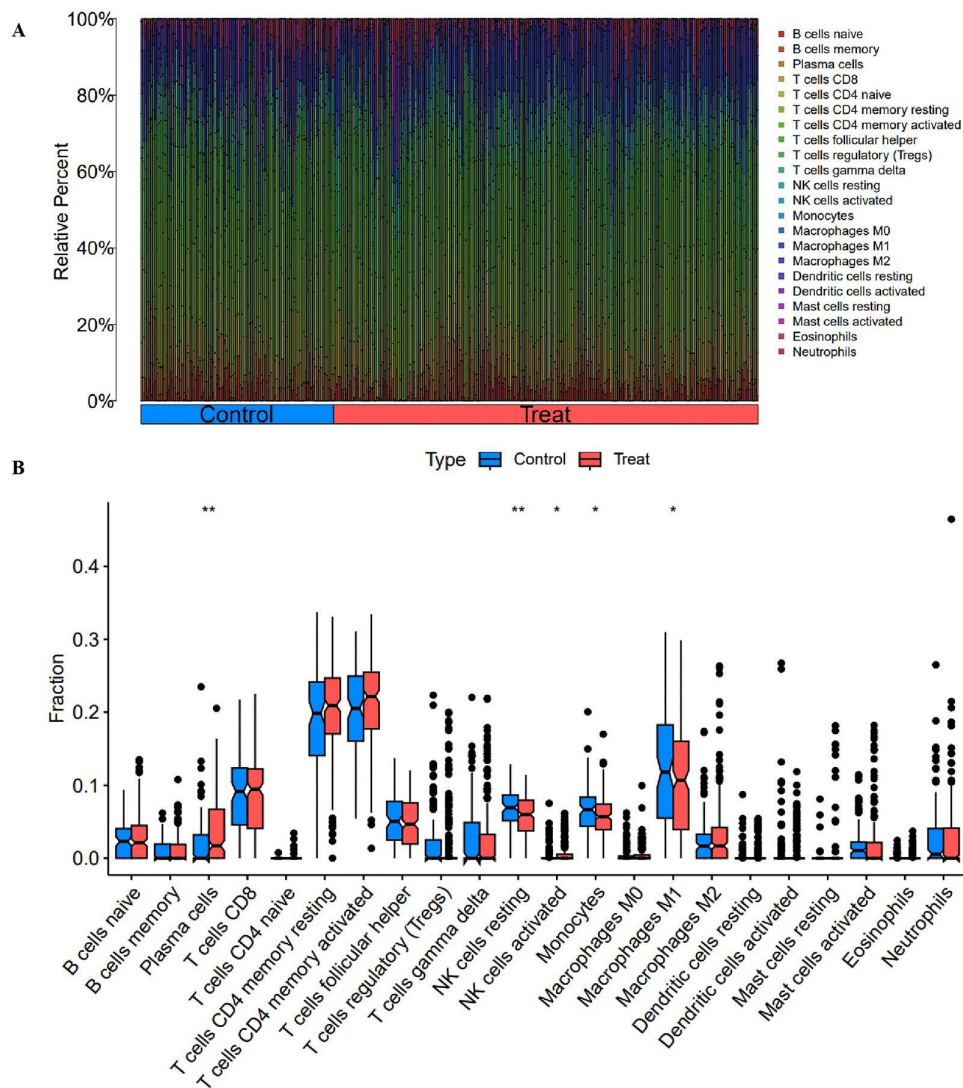 A
100%
80%
60%
40%
20%
0%
Relative Percent
Control
Treat
B cells naive
B cells memory
Plasma cells
T cells CD8
T cells CD4 naive
T cells CD4 memory resting
T cells CD4 memory activated
T cells follicular helper
T cells regulatory (Tregs)
T cells gamma delta
NK cells resting
NK cells activated
Monocytes
Macrophages M0
Macrophages M1
Macrophages M2
Dendritic cells resting
Dendritic cells activated
Mast cells resting
Mast cells activated
Eosinophils
Neutrophils
B
Type Control Treat
** ** * * *
0.4
0.3
0.2
0.1
0.0
Fraction
B cells naive
B cells memory
Plasma cells
T cells CD8
T cells CD4 naive
T cells CD4 memory resting
T cells CD4 memory activated
T cells follicular helper
T cells regulatory (Tregs)
T cells gamma delta
NK cells resting
NK cells activated
Monocytes
Macrophages M0
Macrophages M1
Macrophages M2
Dendritic cells resting
Dendritic cells activated
Mast cells resting
Mast cells activated
Eosinophils
Neutrophils